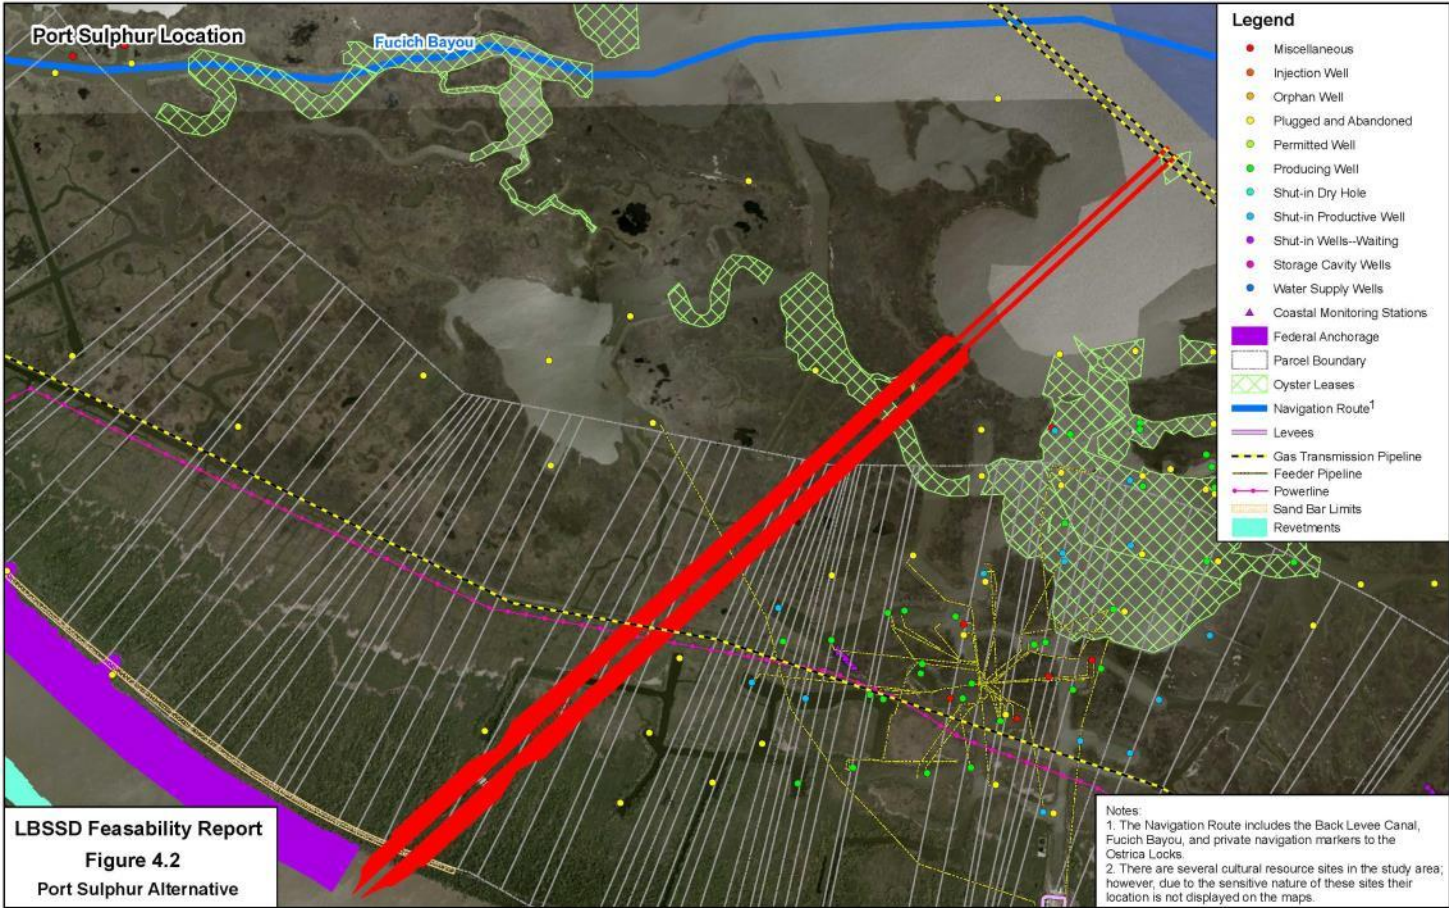 Port Sulphur Location
Fucich Bayou
Legend
Miscellaneous
Injection Well
Orphan Well
Plugged and Abandoned
Permitted Well
Producing Well
Shut-in Dry Hole
Shut-in Productive Well
Shut-in Wells--Waiting
Storage Cavity Wells
Water Supply Wells
Coastal Monitoring Stations
Federal Anchorage
Parcel Boundary
Oyster Leases
Navigation Route1
Levees
Gas Transmission Pipeline
Feeder Pipeline
Powerline
Sand Bar Limits
Revetments
LBSSD Feasability Report
Figure 4.2
Port Sulphur Alternative
Notes:
1. The Navigation Route includes the Back Levee Canal,
Fucich Bayou, and private navigation markers to the
Ostrica Locks.
2. There are several cultural resource sites in the study area;
however, due to the sensitive nature of these sites their
location is not displayed on the maps.